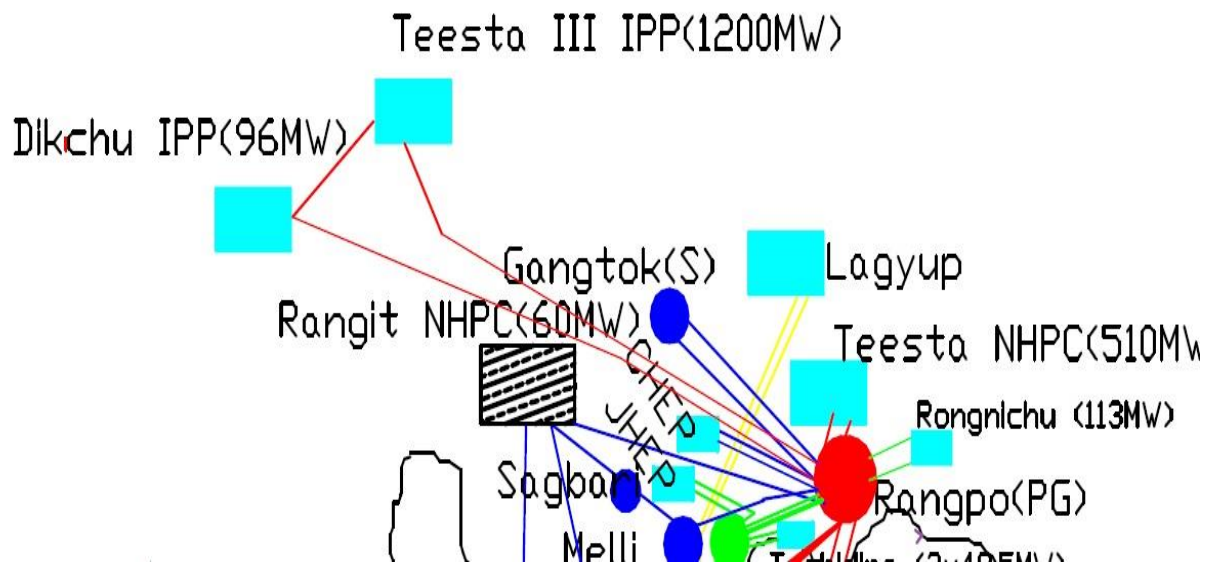 Teesta III IPP(1200MW)
Dikchu IPP(96MW)
Gangtok(S)
Lagyup
Rangit NHPC(60MW)
Teesta NHPC(510MW
CHEP
JHEP
Rongnichu (113MW)
Sagbari
Rangpo(PG)
Melli